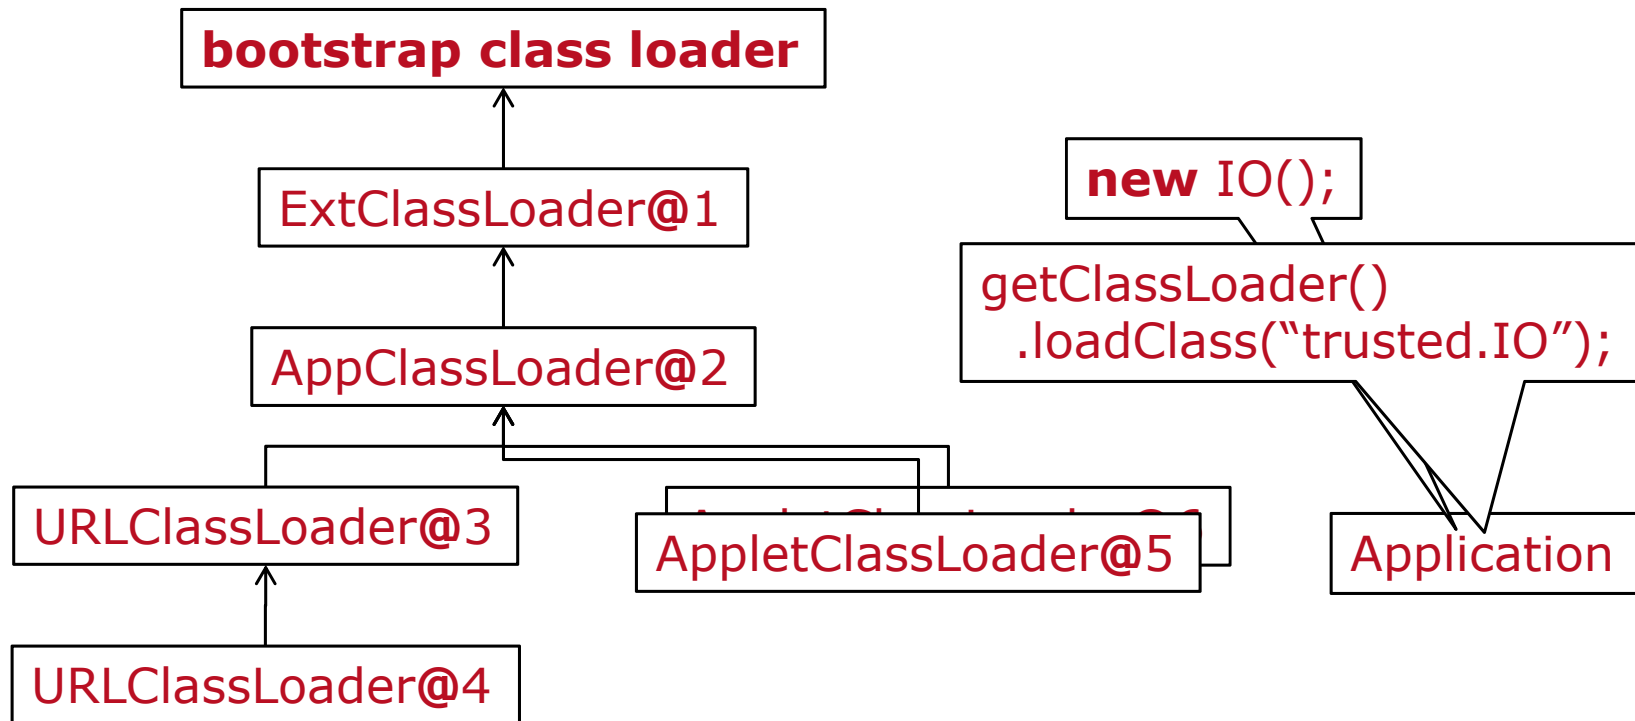 bootstrap class loader
ExtClassLoader@1
AppClassLoader@2
URLClassLoader@3
URLClassLoader@4
AppletClassLoader@5
new IO();
getClassLoader()
.loadClass(“trusted.IO”);
Application